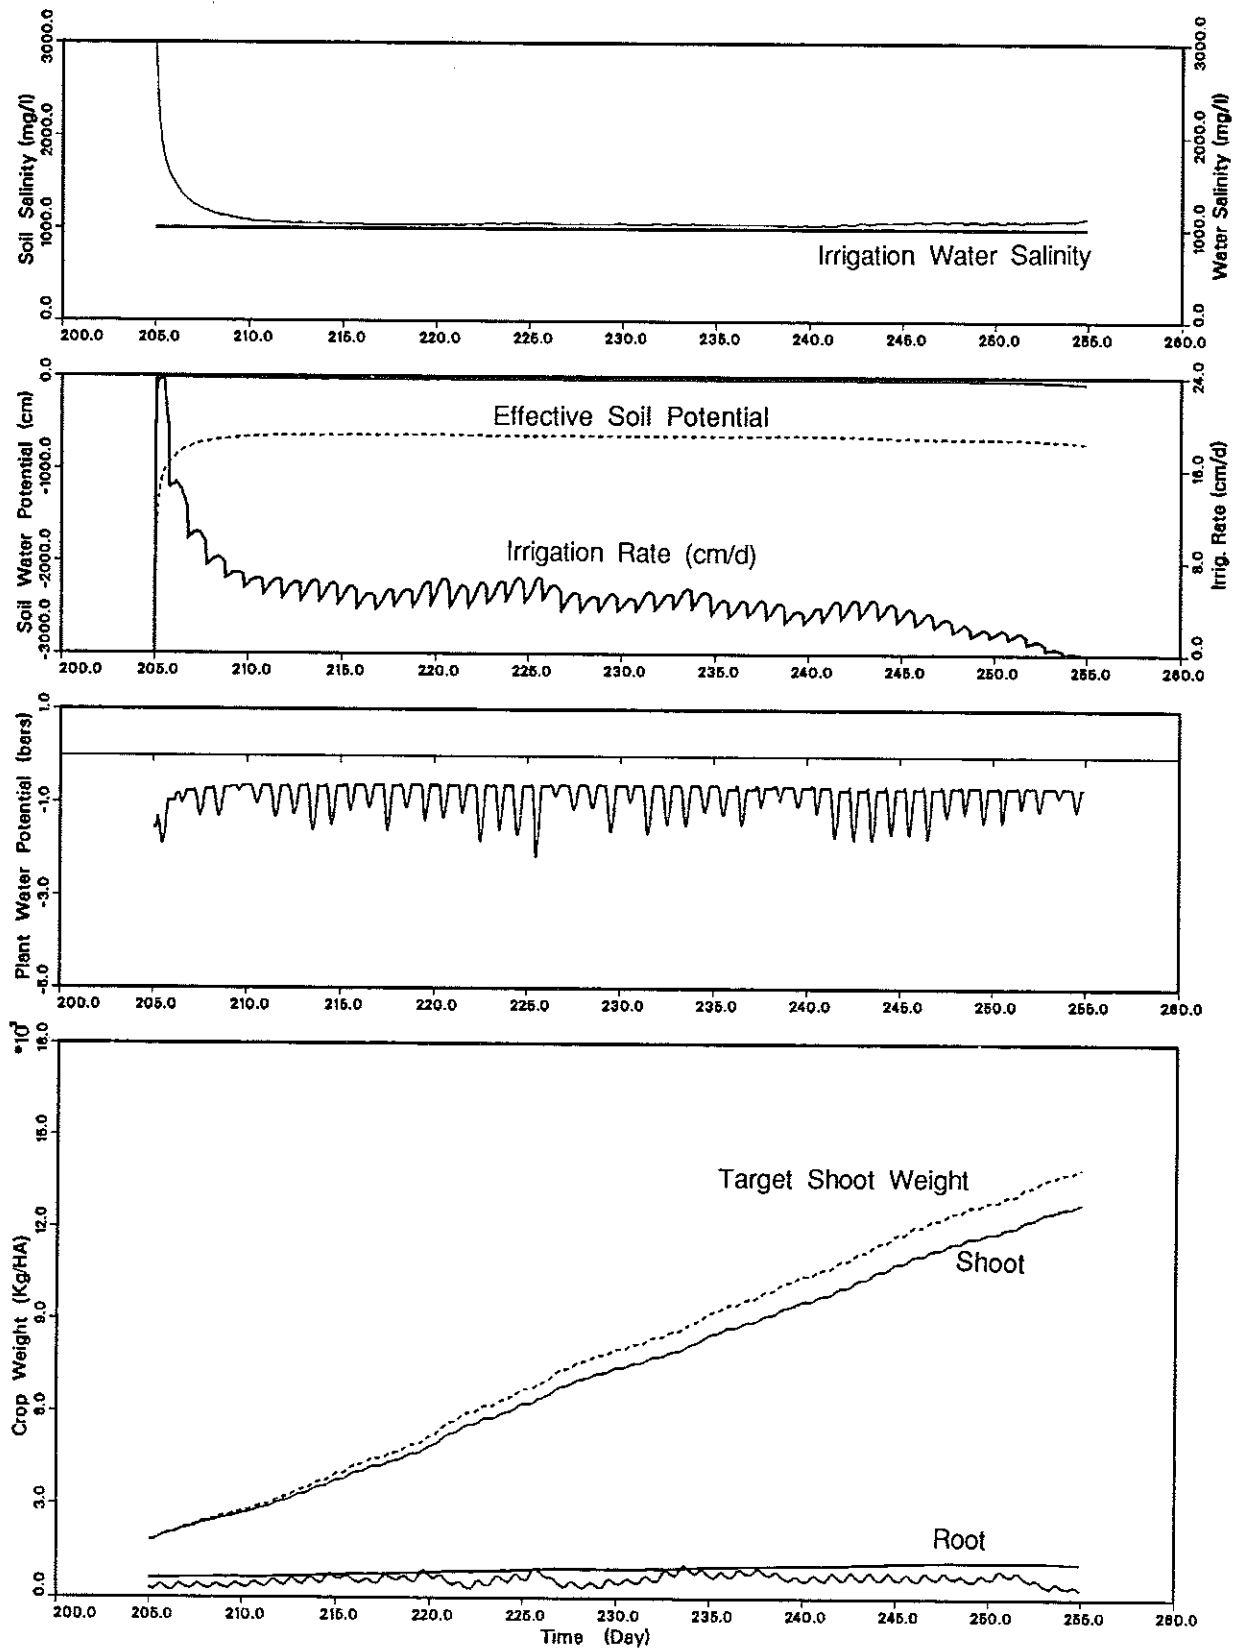 3000.0
2000.0
1000.0
0.0
Soil Salinity (mg/l)
3000.0
2000.0
1000.0
0.0
Water Salinity (mg/l)
Irrigation Water Salinity
200.0 205.0 210.0 215.0 220.0 225.0 230.0 235.0 240.0 245.0 250.0 255.0 260.0
0.0
-1000.0
-2000.0
-3000.0
Soil Water Potential (cm)
24.0
16.0
8.0
0.0
Irrig. Rate (cm/d)
Effective Soil Potential
Irrigation Rate (cm/d)
200.0 205.0 210.0 215.0 220.0 225.0 230.0 235.0 240.0 245.0 250.0 255.0 260.0
1.0
-1.0
-3.0
-5.0
Plant Water Potential (bars)
200.0 205.0 210.0 215.0 220.0 225.0 230.0 235.0 240.0 245.0 250.0 255.0 260.0
*10³
18.0
15.0
12.0
9.0
6.0
3.0
0.0
Crop Weight (Kg/HA)
Target Shoot Weight
Shoot
Root
200.0 205.0 210.0 215.0 220.0 225.0 230.0 235.0 240.0 245.0 250.0 255.0 260.0
Time (Day)